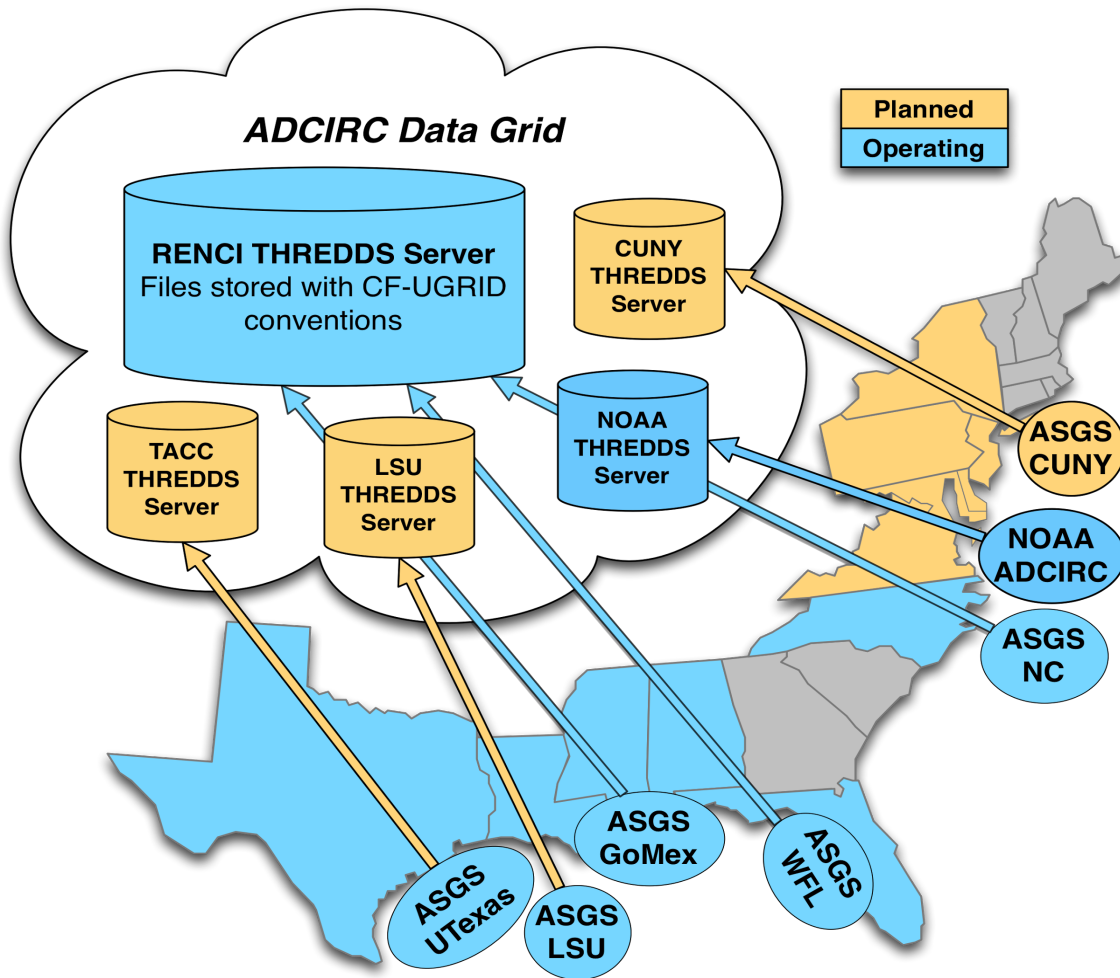 ADCIRC Data Grid
Planned
Operating
RENCI THREDDS Server
Files stored with CF-UGRID
conventions
CUNY
THREDDS
Server
TACC
THREDDS
Server
LSU
THREDDS
Server
NOAA
THREDDS
Server
ASGS
CUNY
NOAA
ADCIRC
ASGS
NC
ASGS
GoMex
ASGS
WFL
ASGS
UTexas
ASGS
LSU